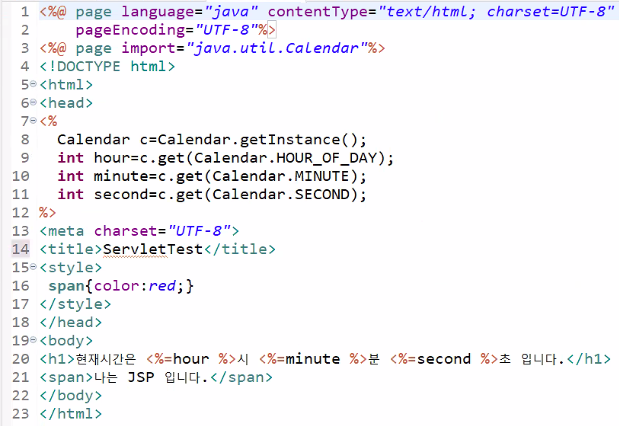 1 <%@ page language="java" contentType="text/html; charset=UTF-8"
2     pageEncoding="UTF-8"%>
3 <%@ page import="java.util.Calendar"%>
4 <!DOCTYPE html>
5 <html>
6 <head>
7 <%
8   Calendar c=Calendar.getInstance();
9   int hour=c.get(Calendar.HOUR_OF_DAY);
10   int minute=c.get(Calendar.MINUTE);
11   int second=c.get(Calendar.SECOND);
12 %>
13 <meta charset="UTF-8">
14 <title>ServletTest</title>
15 <style>
16  span{color:red;}
17 </style>
18 </head>
19 <body>
20 <h1>현재시간은 <%=hour %>시 <%=minute %>분 <%=second %>초 입니다.</h1>
21 <span>나는 JSP 입니다.</span>
22 </body>
23 </html>